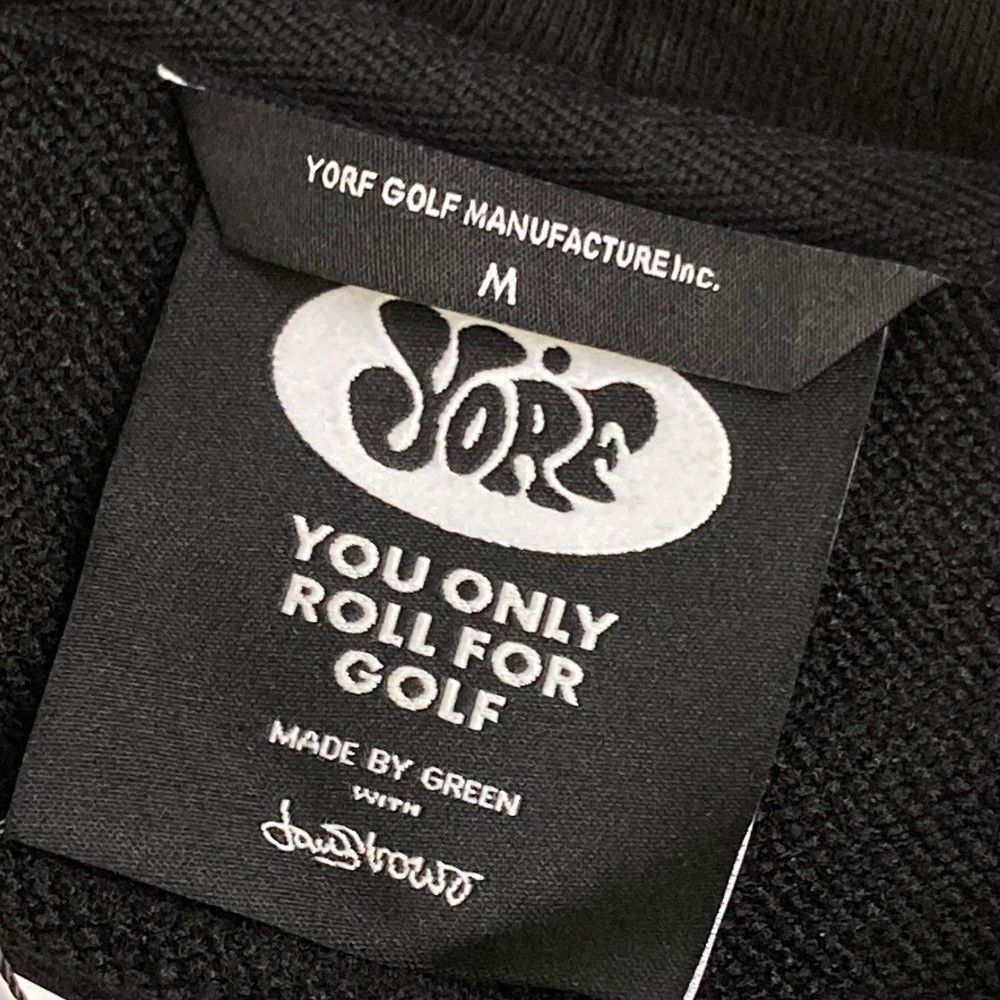 YORF GOLF MANUFACTURE Inc.
M
YORF
YOU ONLY
ROLL FOR
GOLF
MADE BY GREEN
WITH